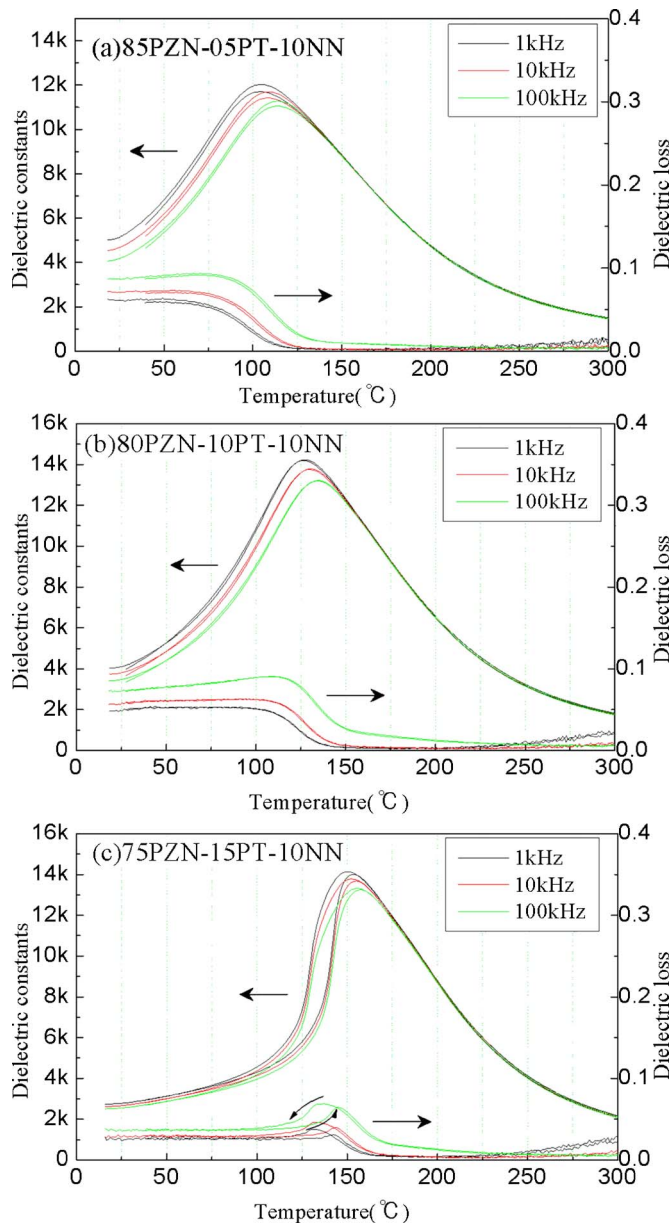 (a)85PZN-05PT-10NN
1kHz
10kHz
100kHz
14k
12k
10k
8k
6k
4k
2k
0
0.4
0.3
0.2
0.1
0.0
Dielectric constants
Dielectric loss
0 50 100 150 200 250 300
Temperature(℃)
(b)80PZN-10PT-10NN
1kHz
10kHz
100kHz
16k
14k
12k
10k
8k
6k
4k
2k
0
0.4
0.3
0.2
0.1
0.0
Dielectric constants
Dielectric loss
0 50 100 150 200 250 300
Temperature(℃)
(c)75PZN-15PT-10NN
1kHz
10kHz
100kHz
16k
14k
12k
10k
8k
6k
4k
2k
0
0.4
0.3
0.2
0.1
0.0
Dielectric constants
Dielectric loss
0 50 100 150 200 250 300
Temperature(℃)